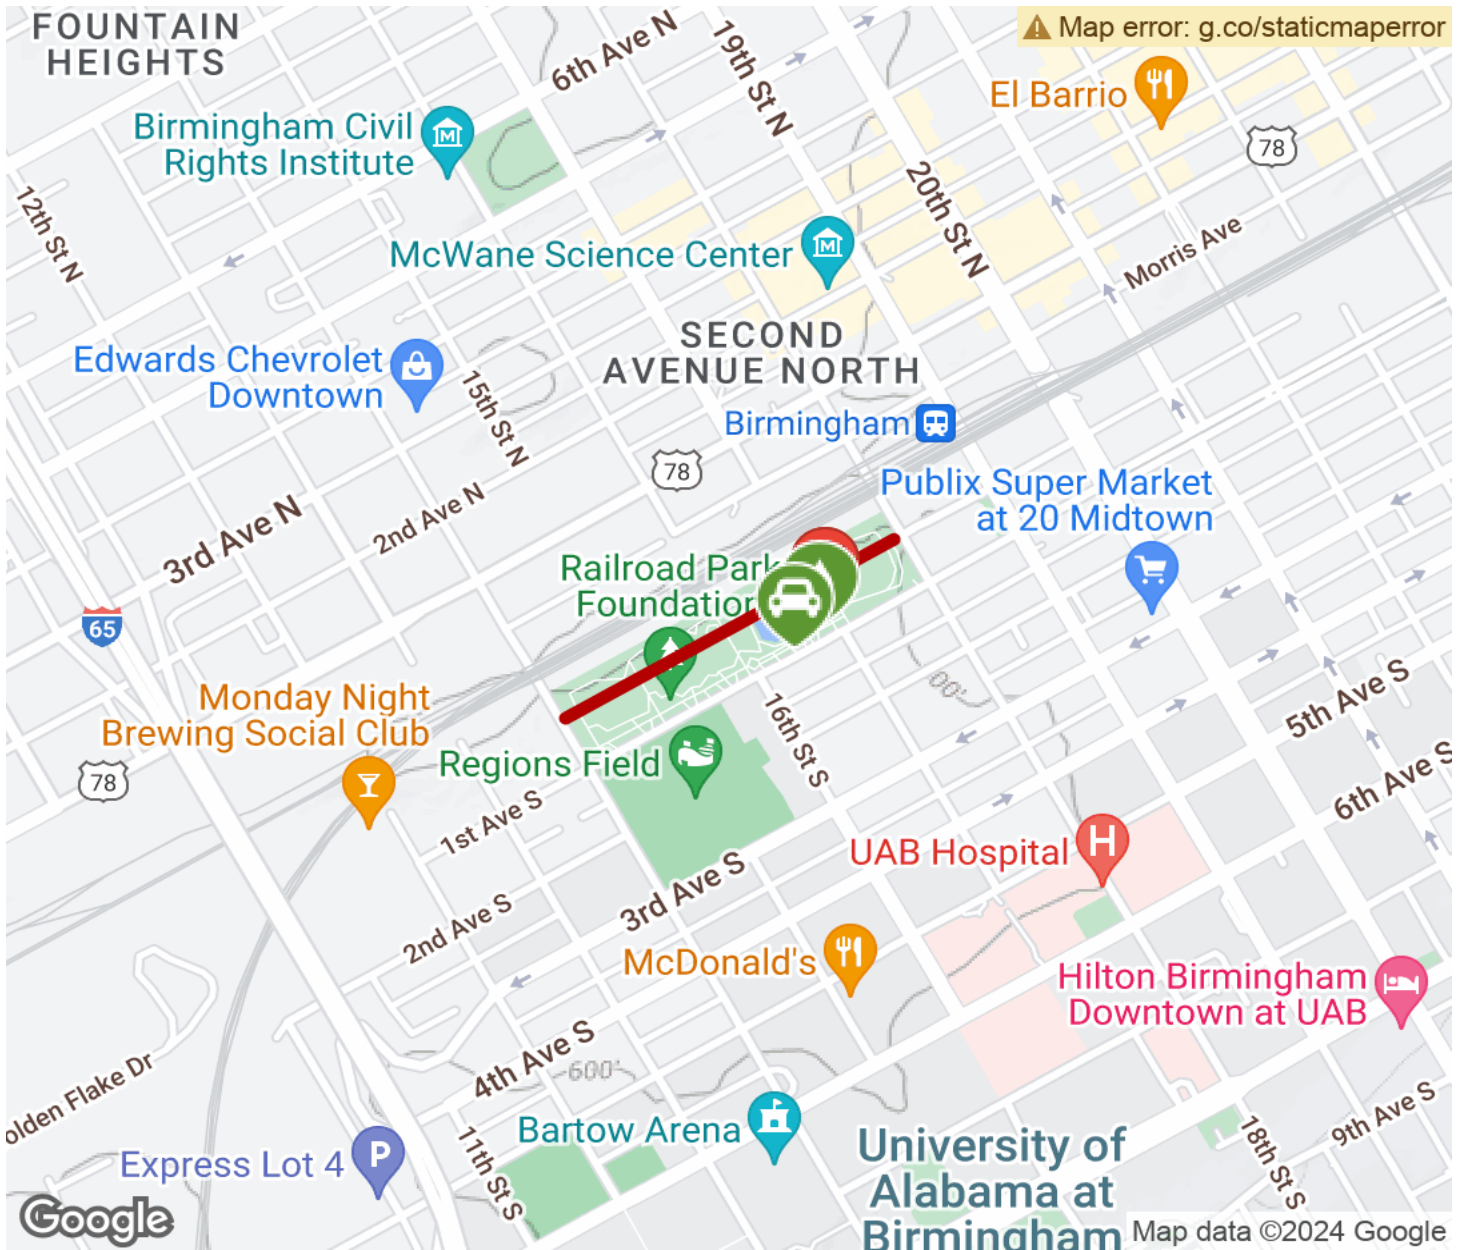 FOUNTAIN
HEIGHTS
6th Ave N
19th St N
Map error: g.co/staticmaperror
El Barrio
78
Birmingham Civil
Rights Institute
12th St N
20th St N
McWane Science Center
Morris Ave
SECOND
AVENUE NORTH
Edwards Chevrolet
Downtown
15th St N
Birmingham
78
2nd Ave N
3rd Ave N
Publix Super Market
at 20 Midtown
Railroad Park
Foundation
65
00'
Monday Night
Brewing Social Club
78
Regions Field
16th St S
5th Ave S
6th Ave S
1st Ave S
UAB Hospital
H
3rd Ave S
2nd Ave S
McDonald's
Hilton Birmingham
Downtown at UAB
4th Ave S
600'
olden Flake Dr
Bartow Arena
9th Ave S
Express Lot 4
P
11th St S
18th St S
University of
Alabama at
Birmingham
Google
Map data ©2024 Google